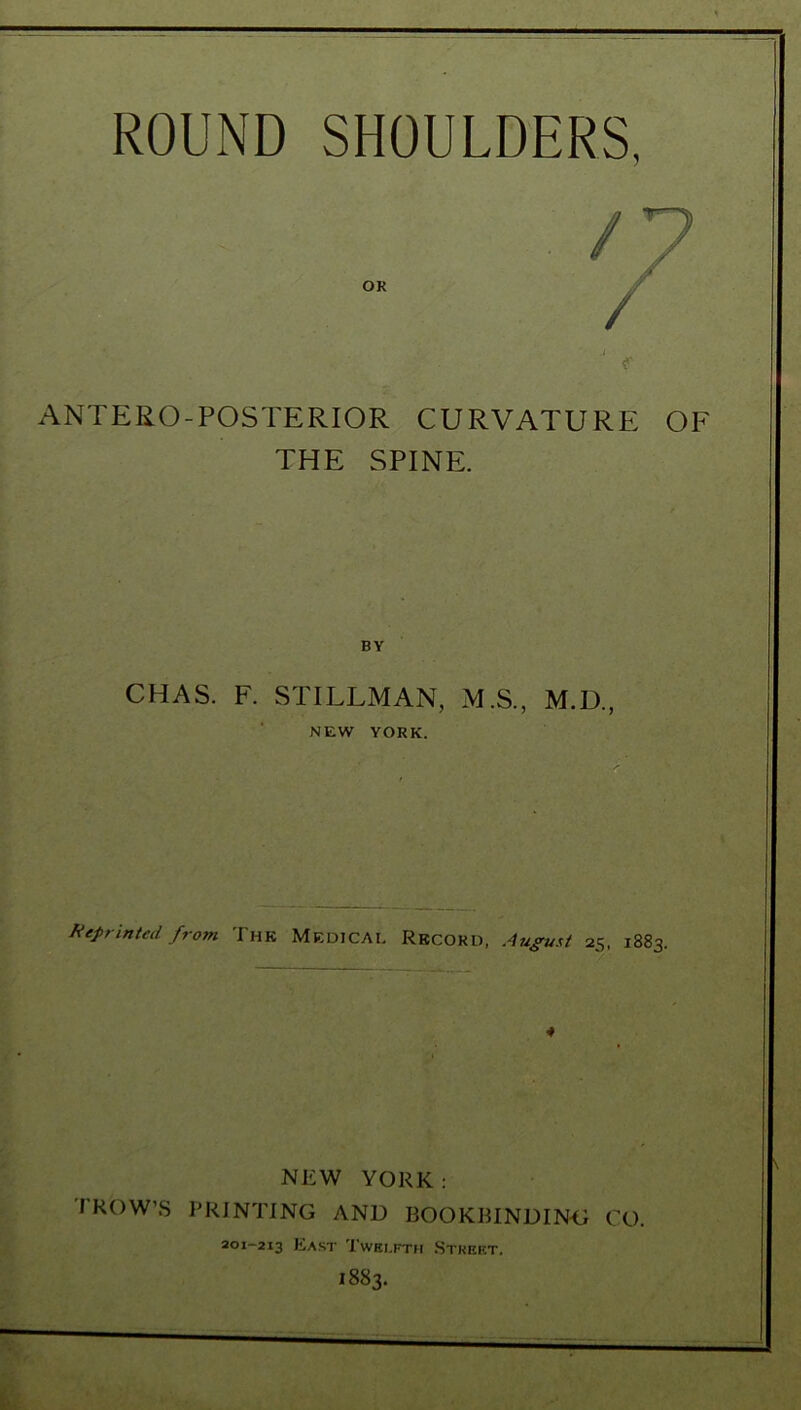 ROUND SHOULDERS,
17
OR
ANTERO-POSTERIOR CURVATURE OF
THE SPINE.
BY
CHAS. F. STILLMAN, M.S., M.D.,
NEW YORK.
Reprinted from THE MEDICAL RECORD, August 25, 1883.
NEW YORK:
TROW'S PRINTING AND BOOKBINDING CO.
201-213 EAST TWELFTH STREET.
1883.